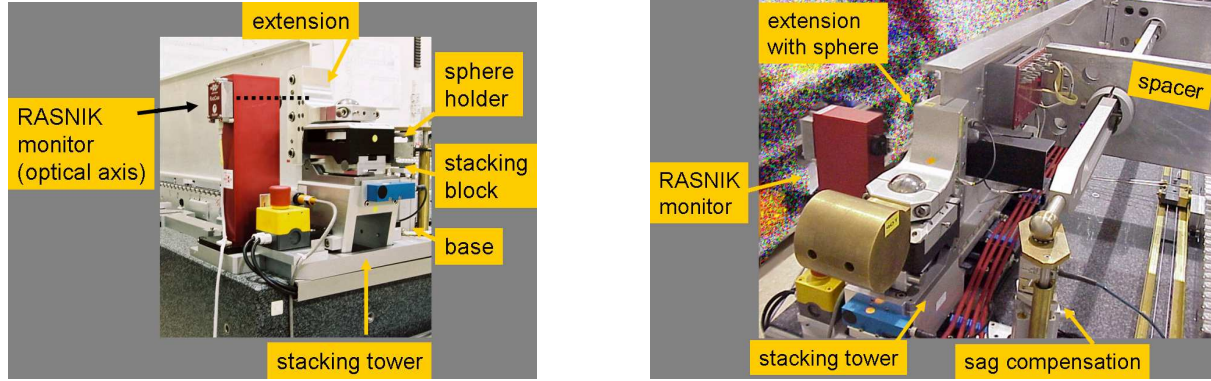 extension
sphere
holder
RASNIK
monitor
(optical axis)
stacking
block
base
stacking tower
extension
with sphere
spacer
RASNIK
monitor
stacking tower
sag compensation